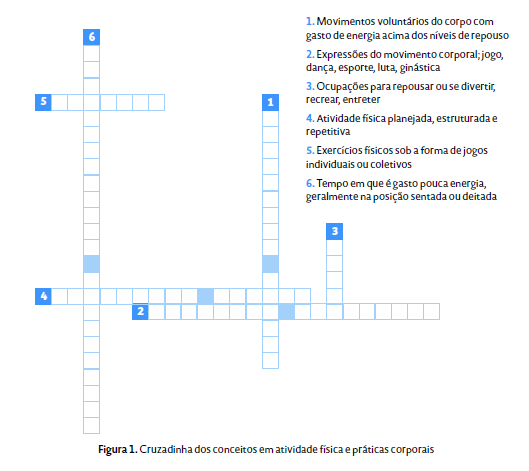 1. Movimentos voluntários do corpo com
gasto de energia acima dos níveis de repouso
2. Expressões do movimento corporal; jogo,
dança, esporte, luta, ginástica
3. Ocupações para repousar ou se divertir,
recrear, entreter
4. Atividade física planejada, estruturada e
repetitiva
5. Exercícios físicos sob a forma de jogos
individuais ou coletivos
6. Tempo em que é gasto pouca energia,
geralmente na posição sentada ou deitada
6
5
1
3
4
2
Figura 1. Cruzadinha dos conceitos em atividade física e práticas corporais